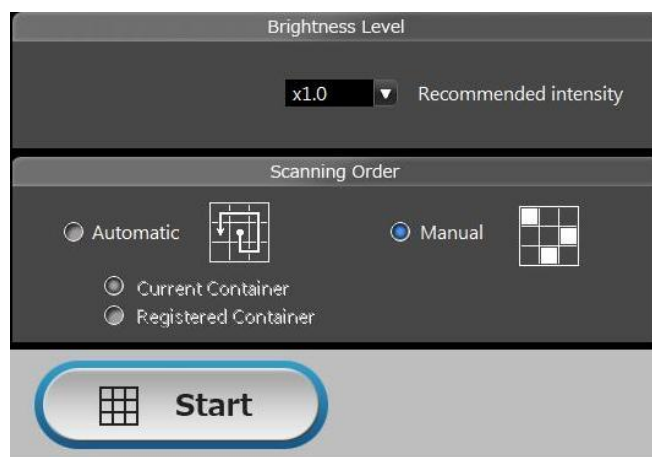 Brightness Level
x1.0 Recommended intensity
Scanning Order
Automatic Manual
Current Container
Registered Container
Start